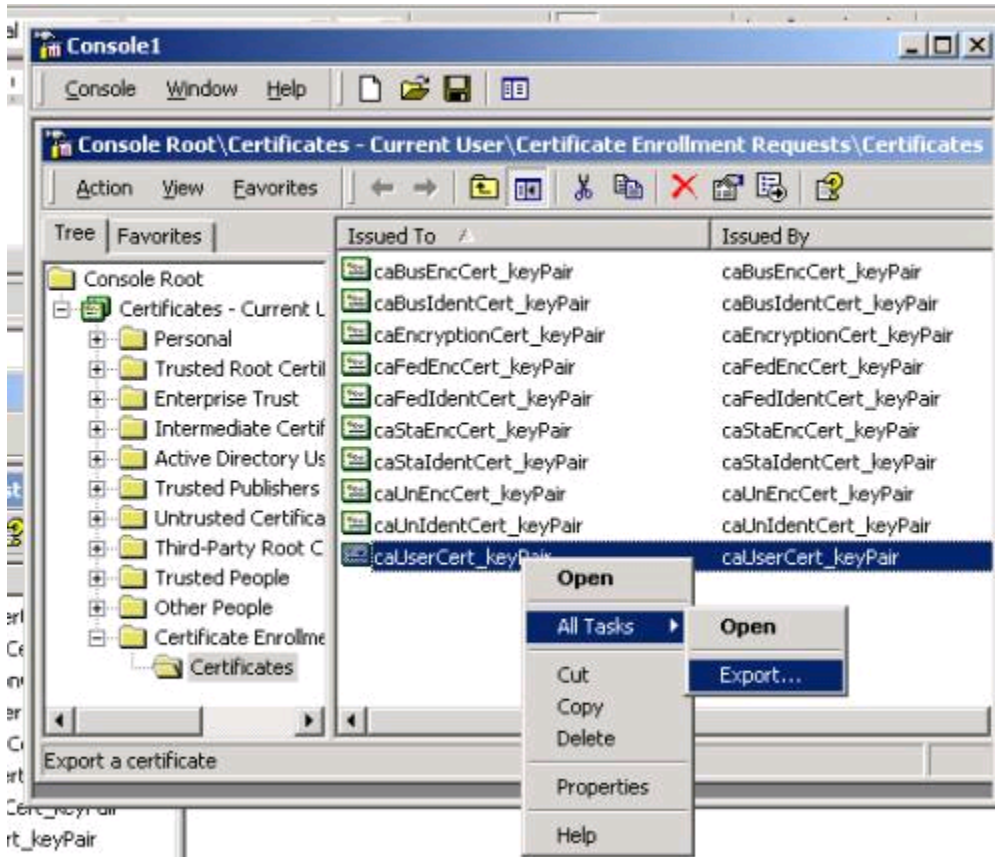 Console1
Console Window Help
Console Root\Certificates - Current User\Certificate Enrollment Requests\Certificates
Action View Favorites
Tree Favorites
Issued To
Issued By
Console Root
Certificates - Current U
Personal
Trusted Root Certif
Enterprise Trust
Intermediate Certif
Active Directory Us
Trusted Publishers
Untrusted Certifica
Third-Party Root C
Trusted People
Other People
Certificate Enrollme
Certificates
caBusEncCert_keyPair caBusEncCert_keyPair
caBusIdentCert_keyPair caBusIdentCert_keyPair
caEncryptionCert_keyPair caEncryptionCert_keyPair
caFedEncCert_keyPair caFedEncCert_keyPair
caFedIdentCert_keyPair caFedIdentCert_keyPair
caStaEncCert_keyPair caStaEncCert_keyPair
caStaIdentCert_keyPair caStaIdentCert_keyPair
caUnEncCert_keyPair caUnEncCert_keyPair
caUnIdentCert_keyPair caUnIdentCert_keyPair
caUserCert_keyPair caUserCert_keyPair
Open
All Tasks
Cut
Copy
Delete
Properties
Help
Open
Export...
Export a certificate
rt_keyPair